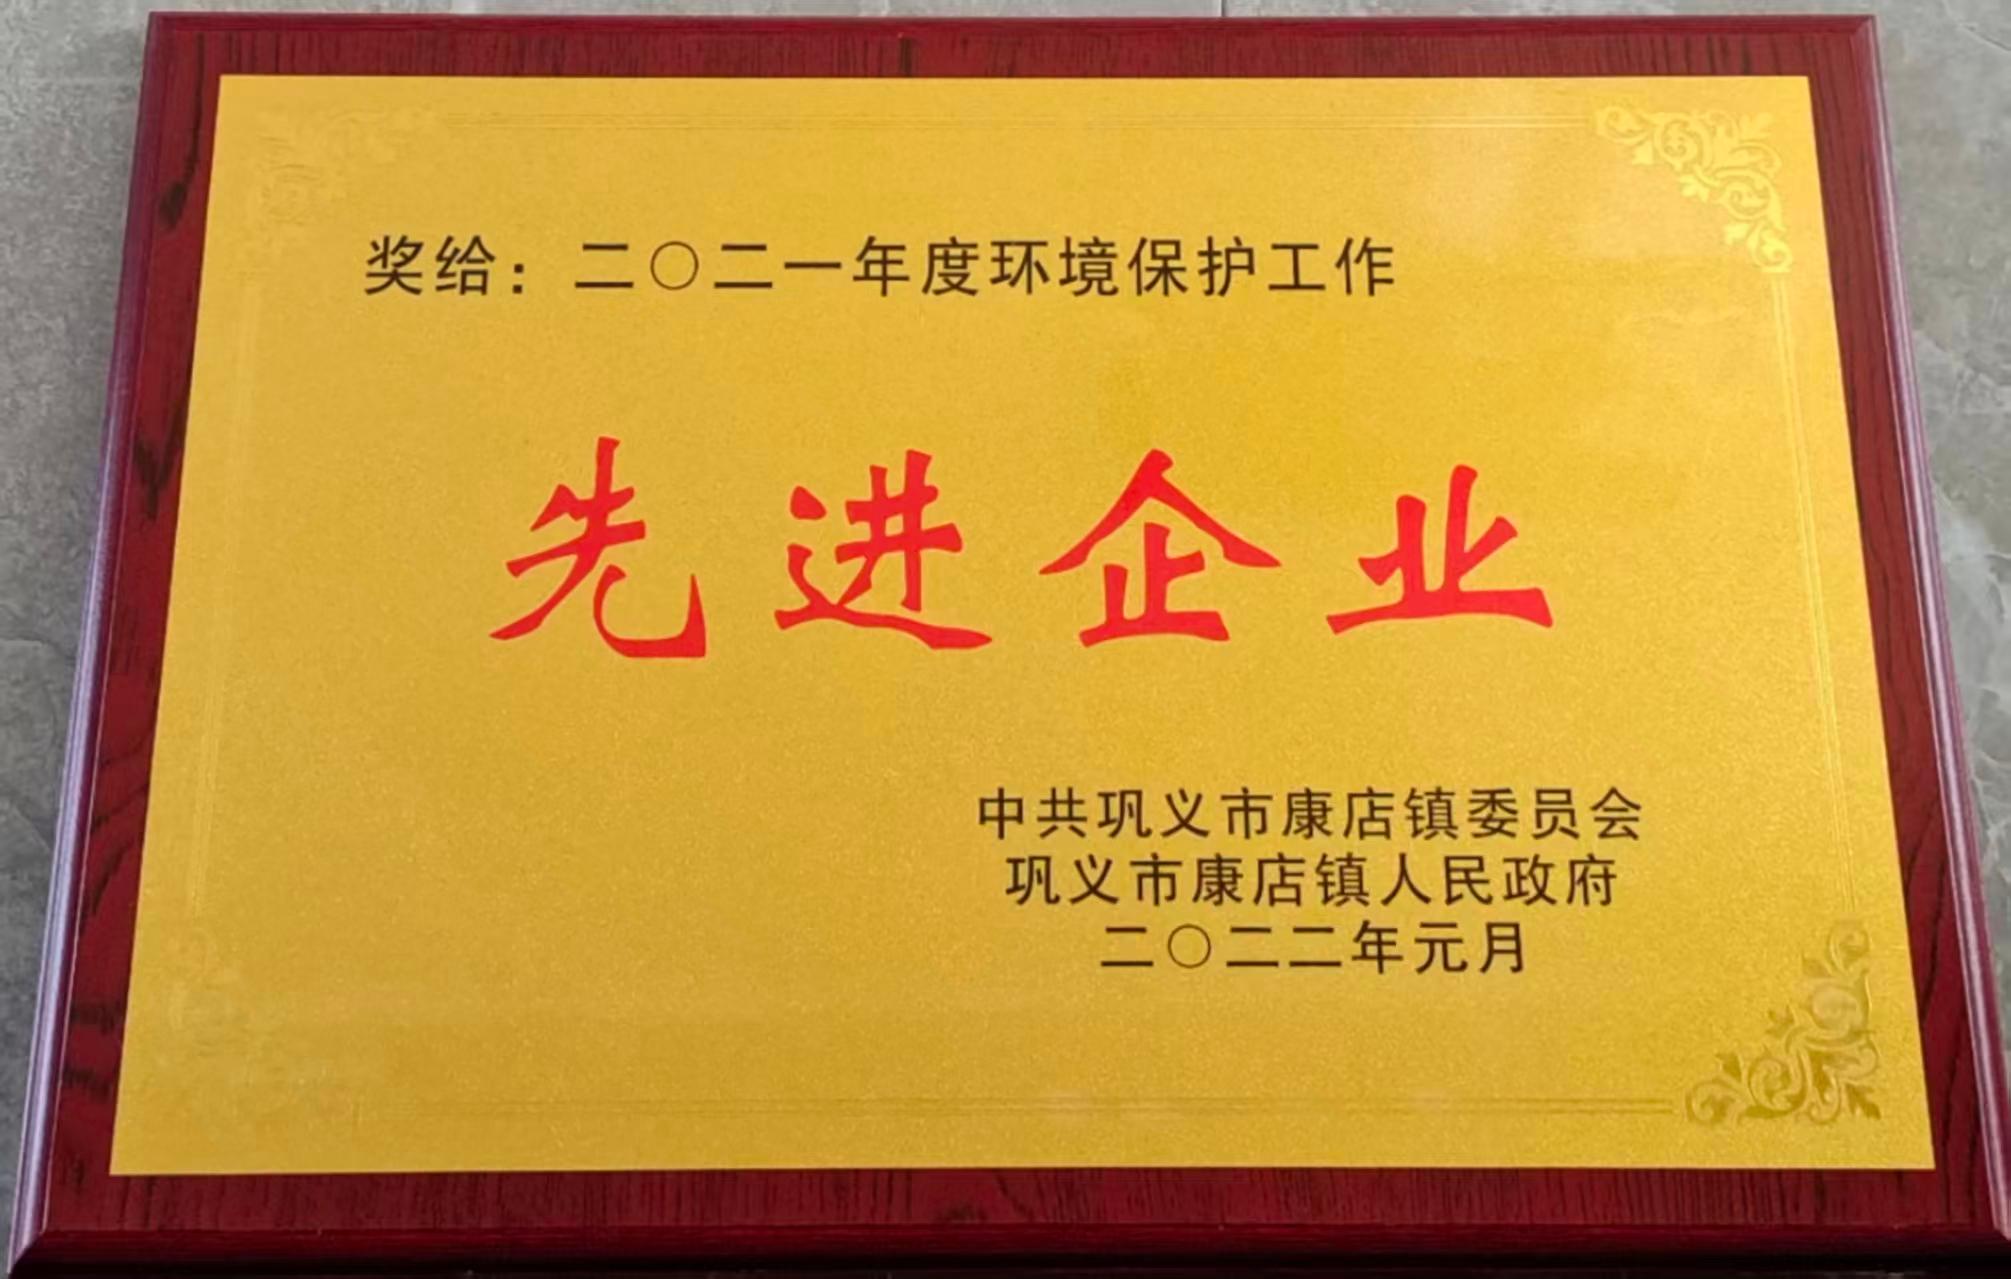 奖给：二〇二一年度环境保护工作
先进企业
中共巩义市康店镇委员会
巩义市康店镇人民政府
二〇二二年元月